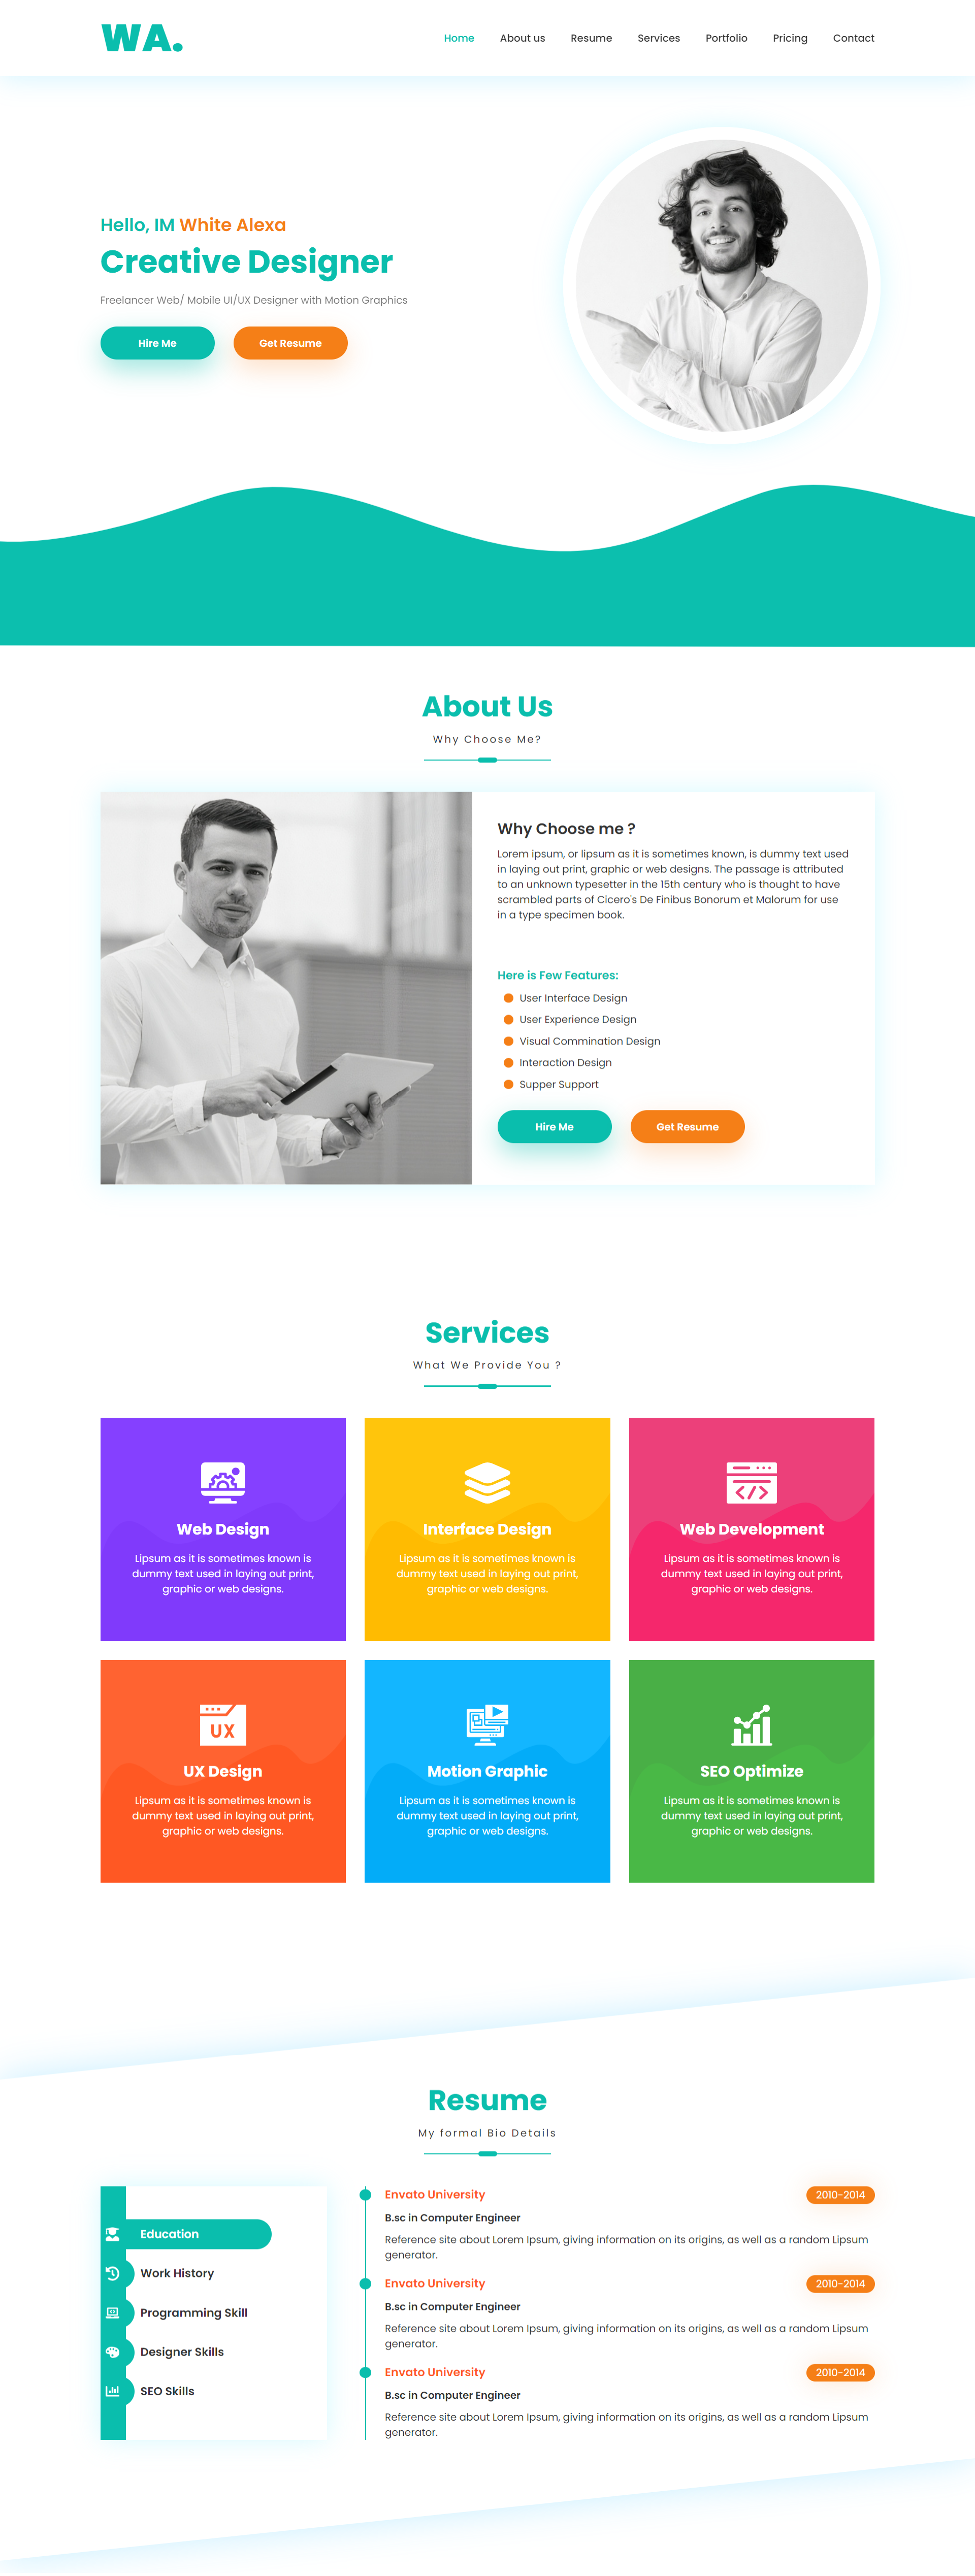 WA.
Home About us Resume Services Portfolio Pricing Contact
Hello, IM White Alexa
Creative Designer
Freelancer Web/ Mobile UI/UX Designer with Motion Graphics
Hire Me Get Resume
About Us
Why Choose Me?
Why Choose me ?
Lorem ipsum, or lipsum as it is sometimes known, is dummy text used
in laying out print, graphic or web designs. The passage is attributed
to an unknown typesetter in the 15th century who is thought to have
scrambled parts of Cicero's De Finibus Bonorum et Malorum for use
in a type specimen book.
Here is Few Features:
User Interface Design
User Experience Design
Visual Commination Design
Interaction Design
Supper Support
Hire Me Get Resume
Services
What We Provide You ?
Web Design
Lipsum as it is sometimes known is
dummy text used in laying out print,
graphic or web designs.
Interface Design
Lipsum as it is sometimes known is
dummy text used in laying out print,
graphic or web designs.
Web Development
Lipsum as it is sometimes known is
dummy text used in laying out print,
graphic or web designs.
UX
UX Design
Lipsum as it is sometimes known is
dummy text used in laying out print,
graphic or web designs.
Motion Graphic
Lipsum as it is sometimes known is
dummy text used in laying out print,
graphic or web designs.
SEO Optimize
Lipsum as it is sometimes known is
dummy text used in laying out print,
graphic or web designs.
Resume
My formal Bio Details
Education
Work History
Programming Skill
Designer Skills
SEO Skills
Envato University 2010-2014
B.sc in Computer Engineer
Reference site about Lorem Ipsum, giving information on its origins, as well as a random Lipsum
generator.
Envato University 2010-2014
B.sc in Computer Engineer
Reference site about Lorem Ipsum, giving information on its origins, as well as a random Lipsum
generator.
Envato University 2010-2014
B.sc in Computer Engineer
Reference site about Lorem Ipsum, giving information on its origins, as well as a random Lipsum
generator.